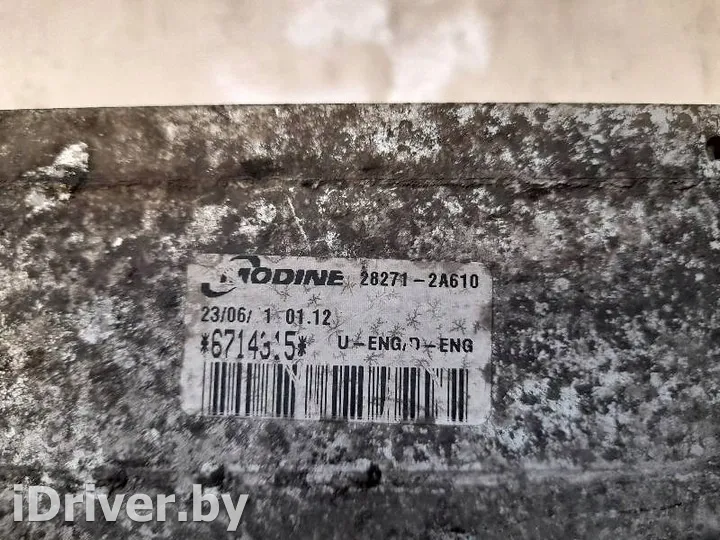 MODINE 28271-2A610
23/06/ 1 01.12
*6714315* U-ENG/D-ENG
iDriver.by